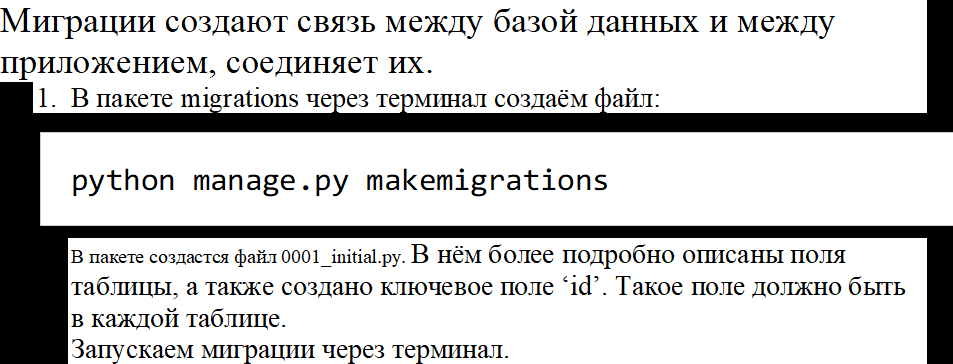 Миграции создают связь между базой данных и между
приложением, соединяет их.
1. В пакете migrations через терминал создаём файл:
python manage.py makemigrations
В пакете создастся файл 0001_initial.py. В нём более подробно описаны поля
таблицы, а также создано ключевое поле ‘id’. Такое поле должно быть
в каждой таблице.
Запускаем миграции через терминал.